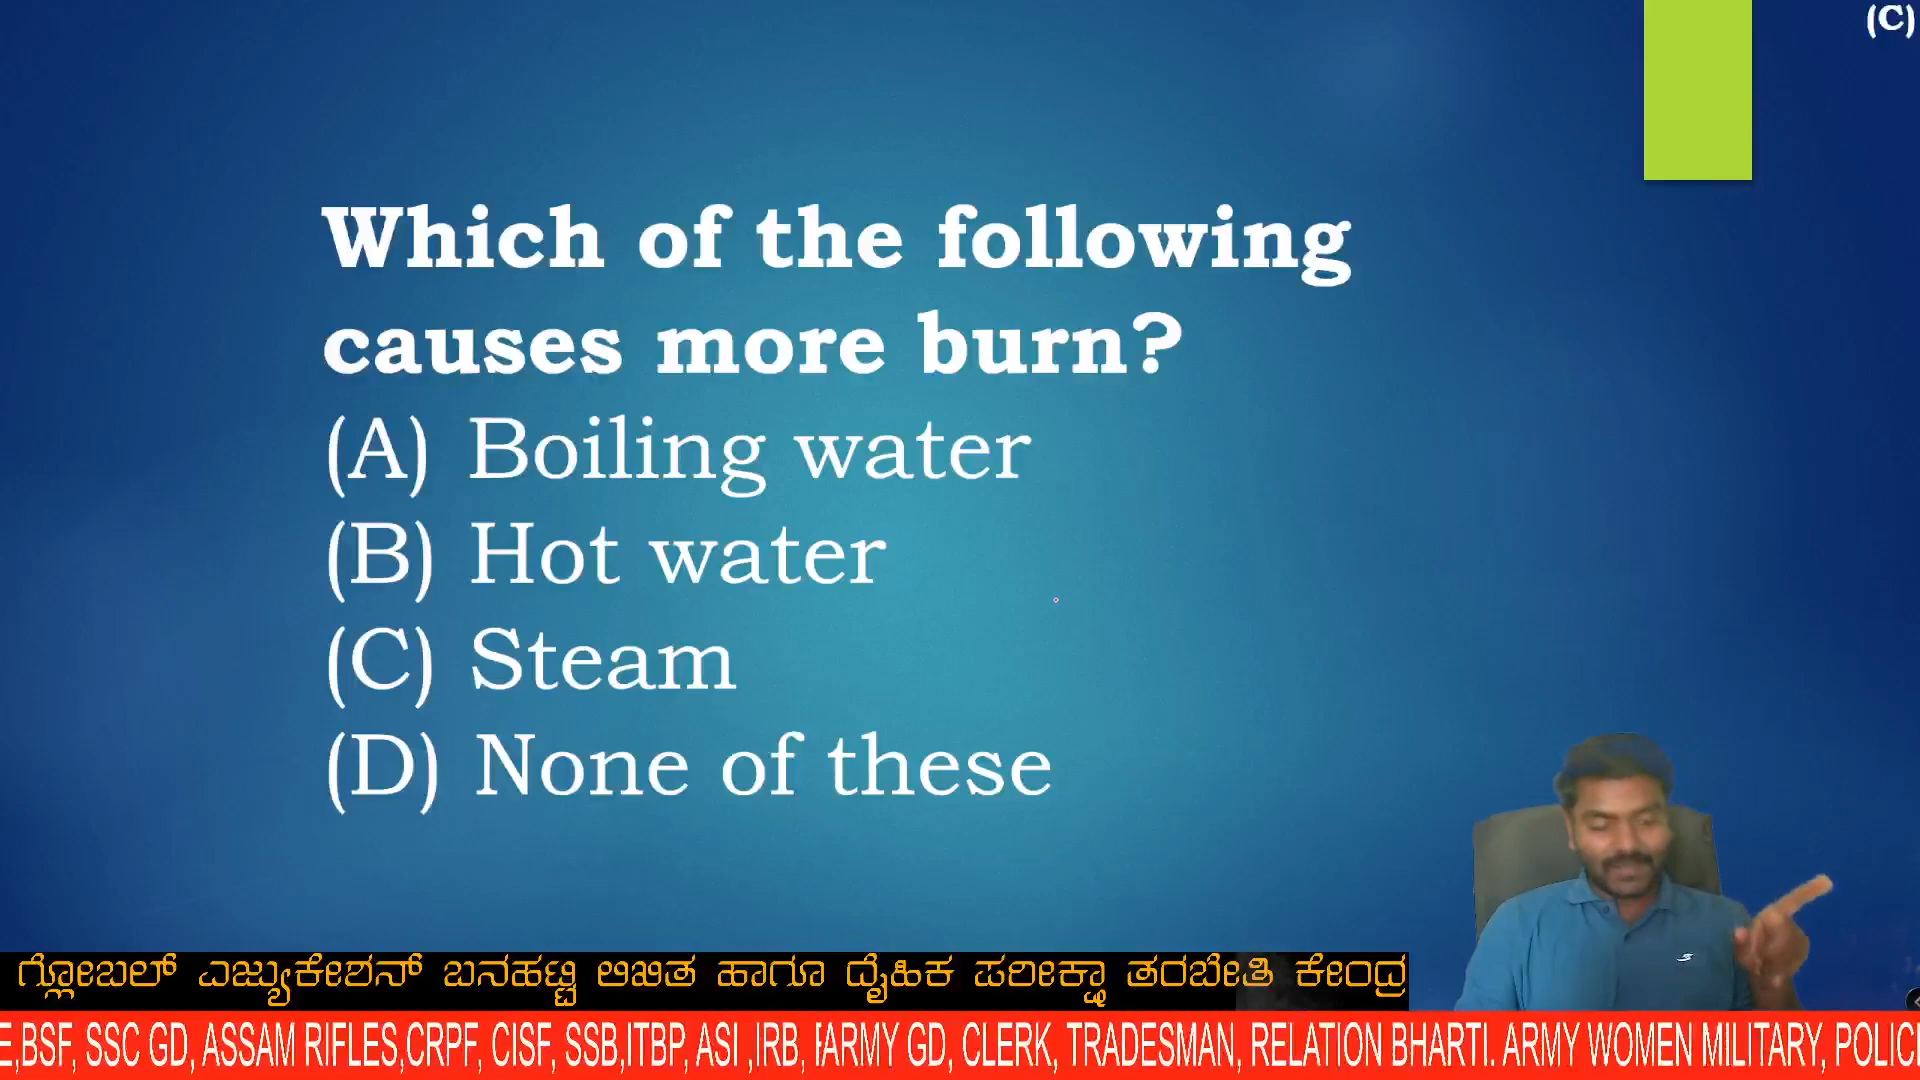 (C)
Which of the following
causes more burn?
(A) Boiling water
(B) Hot water
(C) Steam
(D) None of these
ಗ್ಲೋಬಲ್ ಎಜ್ಯುಕೇಶನ್ ಬನಹಟ್ಟಿ ಲಿಖಿತ ಹಾಗೂ ದೈಹಿಕ ಪರೀಕ್ಷಾ ತರಬೇತಿ ಕೇಂದ್ರ
E,BSF, SSC GD, ASSAM RIFLES,CRPF, CISF, SSB,ITBP, ASI ,IRB, ARMY GD, CLERK, TRADESMAN, RELATION BHARTI. ARMY WOMEN MILITARY, POLIC